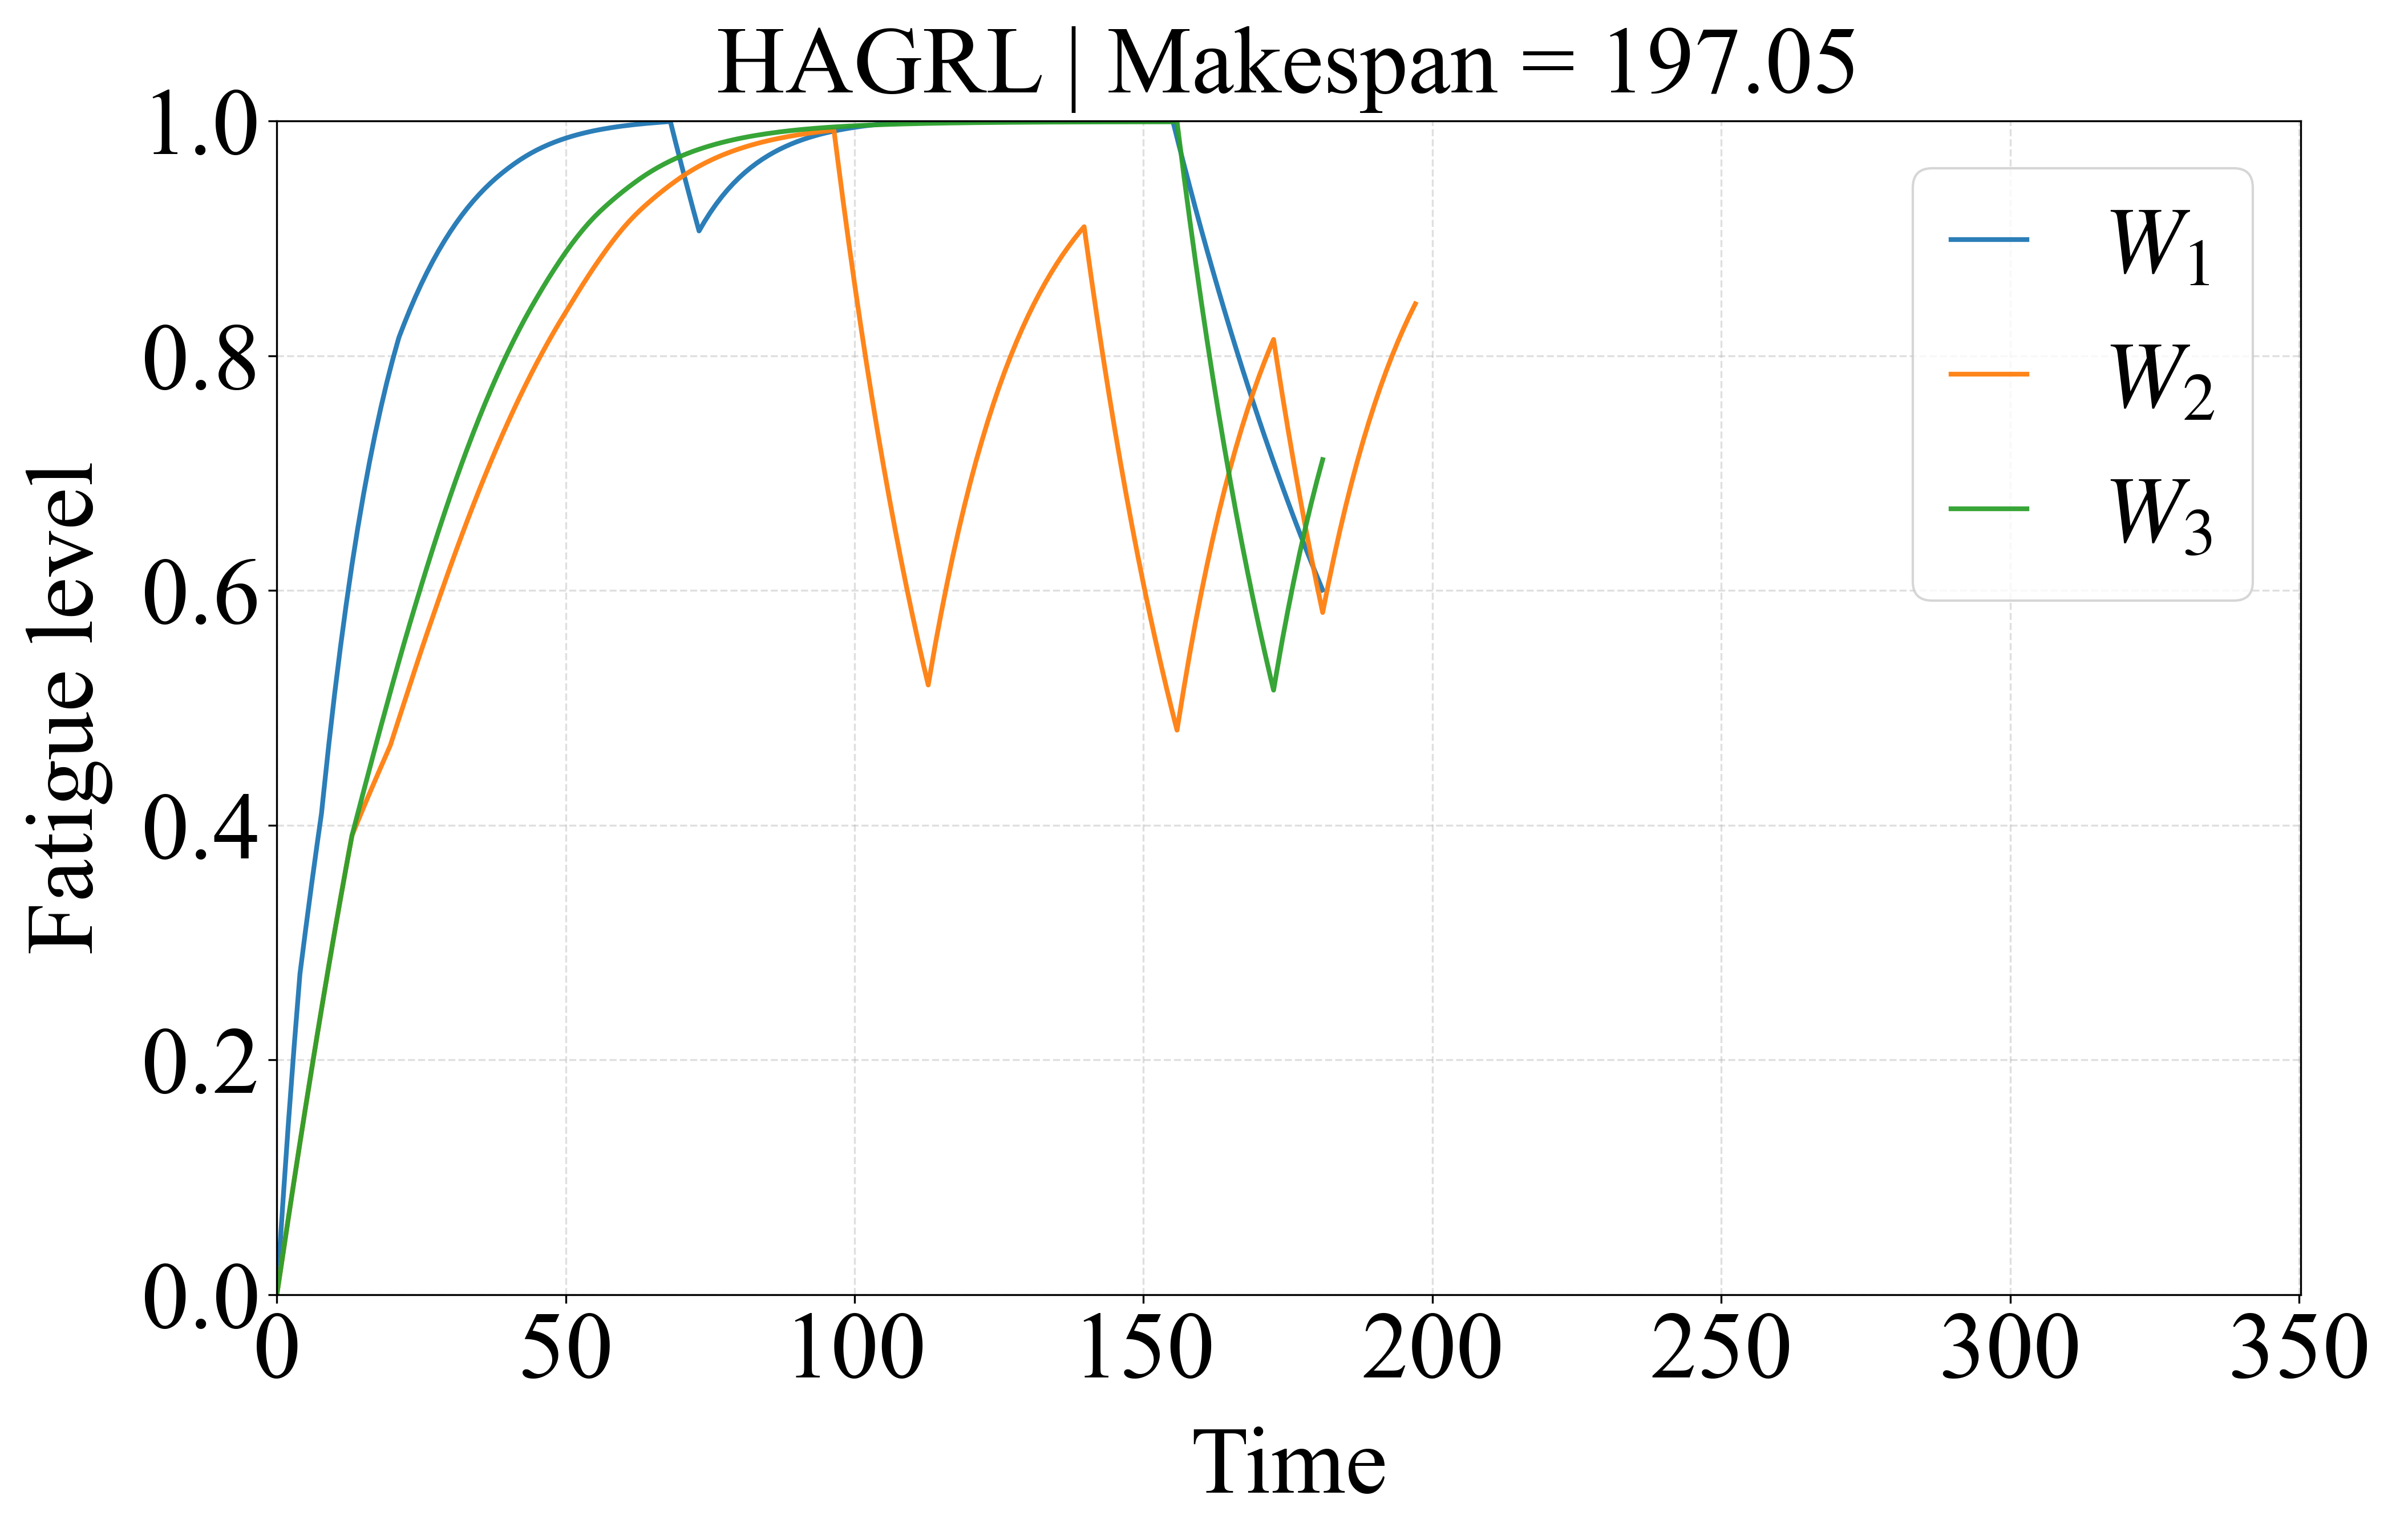 HAGRL | Makespan = 197.05
Fatigue level
1.0
0.8
0.6
0.4
0.2
0.0
0 50 100 150 200 250 300 350
Time
W₁
W₂
W₃